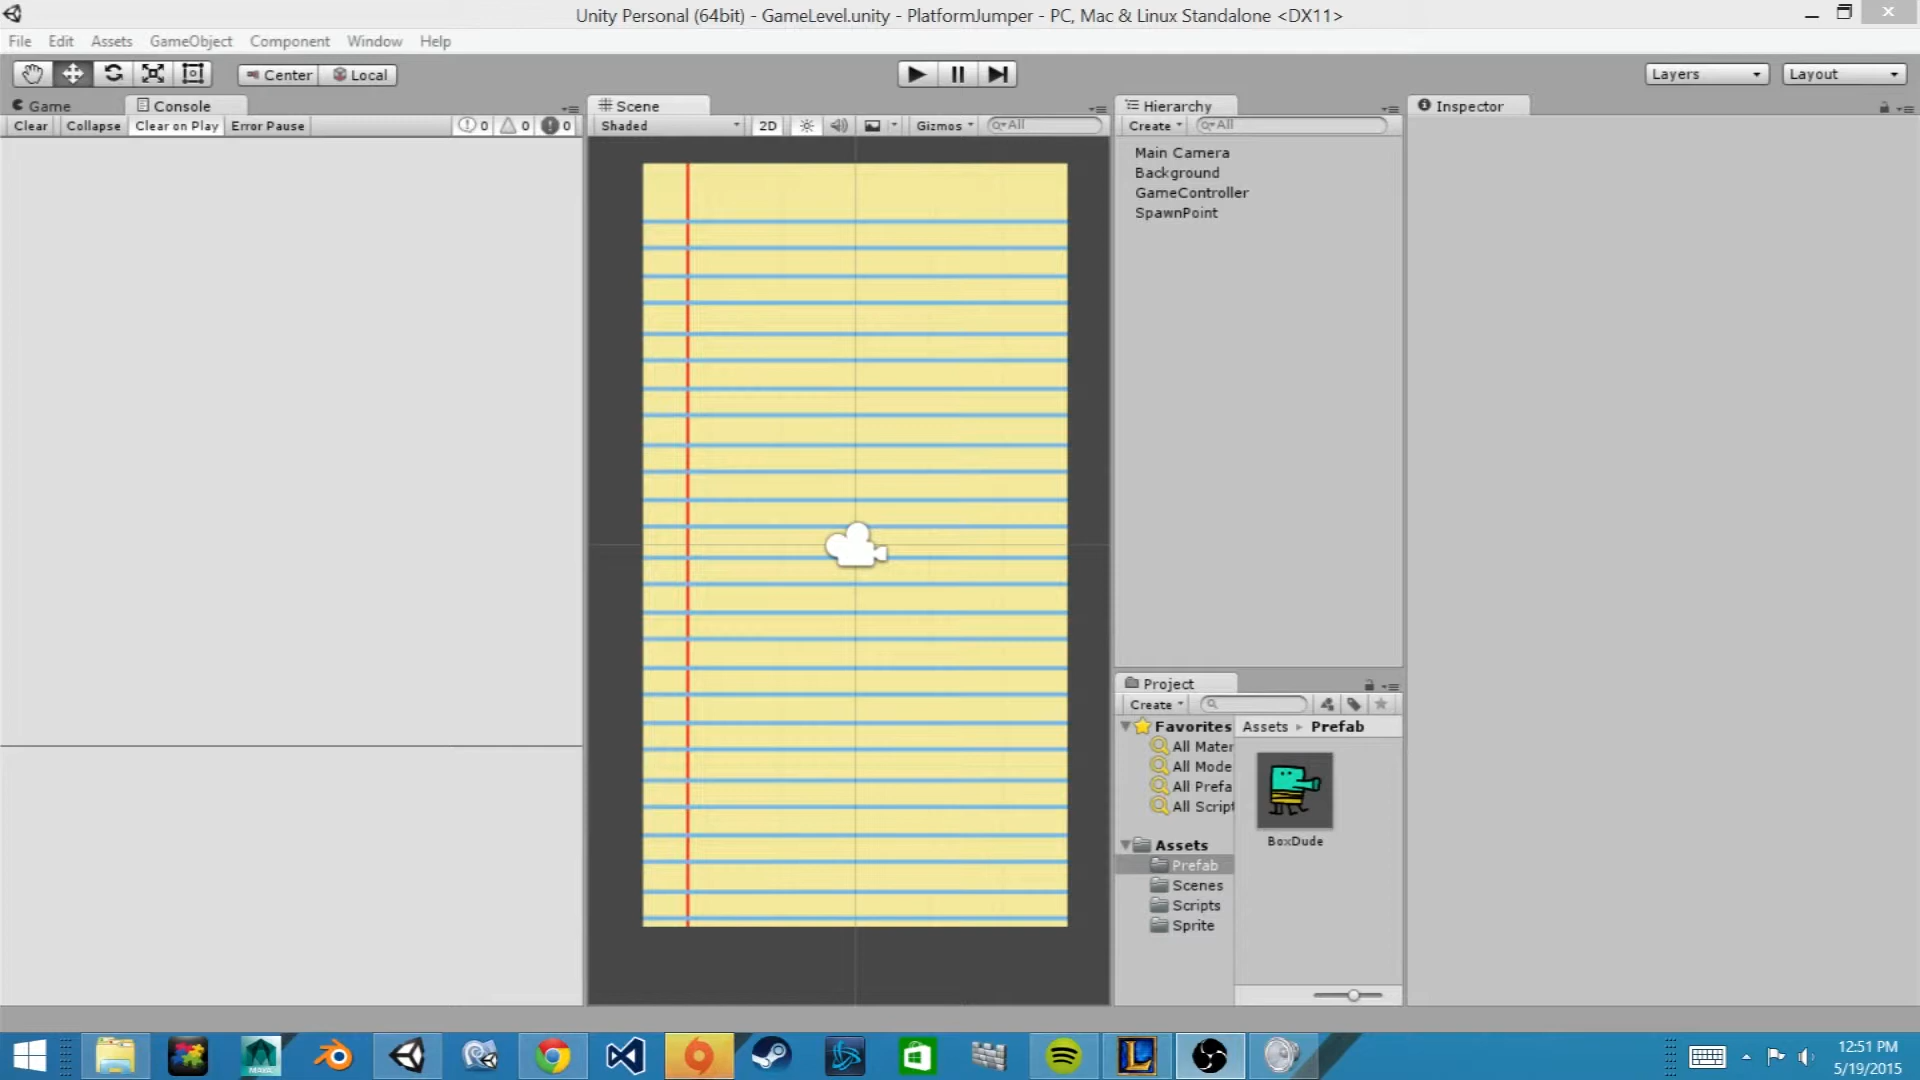 Unity Personal (64bit) - GameLevel.unity - PlatformJumper - PC, Mac & Linux Standalone <DX11>
File Edit Assets GameObject Component Window Help
Center Local Layers Layout
Game Console Scene Hierarchy Inspector
Clear Collapse Clear on Play Error Pause 0 0 0 Shaded 2D Gizmos All Create All
Main Camera
Background
GameController
SpawnPoint
Project
Create
Favorites Assets Prefab
All Mater
All Mode
All Prefa
All Script
BoxDude
Assets
Prefab
Scenes
Scripts
Sprite
MAYA
L
12:51 PM
5/19/2015